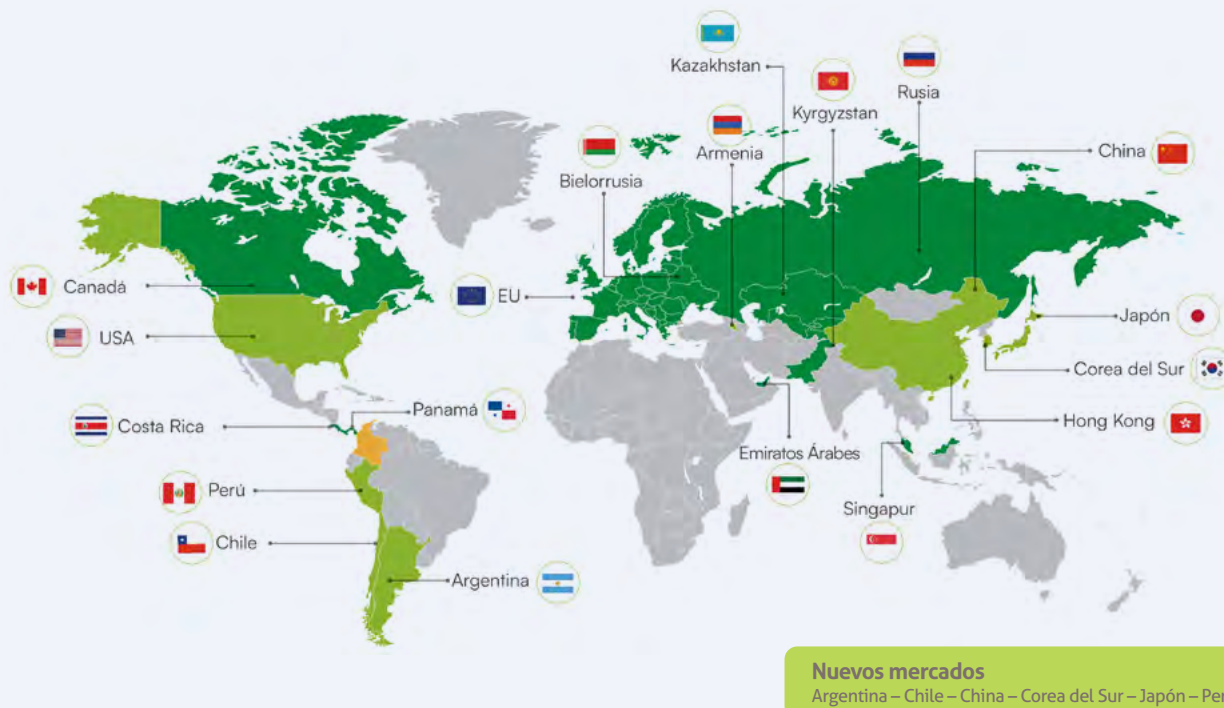 Kazakhstan
Rusia
Kyrgyzstan
Armenia
China
Bielorrusia
Canadá
EU
USA
Japón
Corea del Sur
Panamá
Costa Rica
Hong Kong
Emiratos Árabes
Perú
Singapur
Chile
Argentina
Nuevos mercados
Argentina – Chile – China – Corea del Sur – Japón –